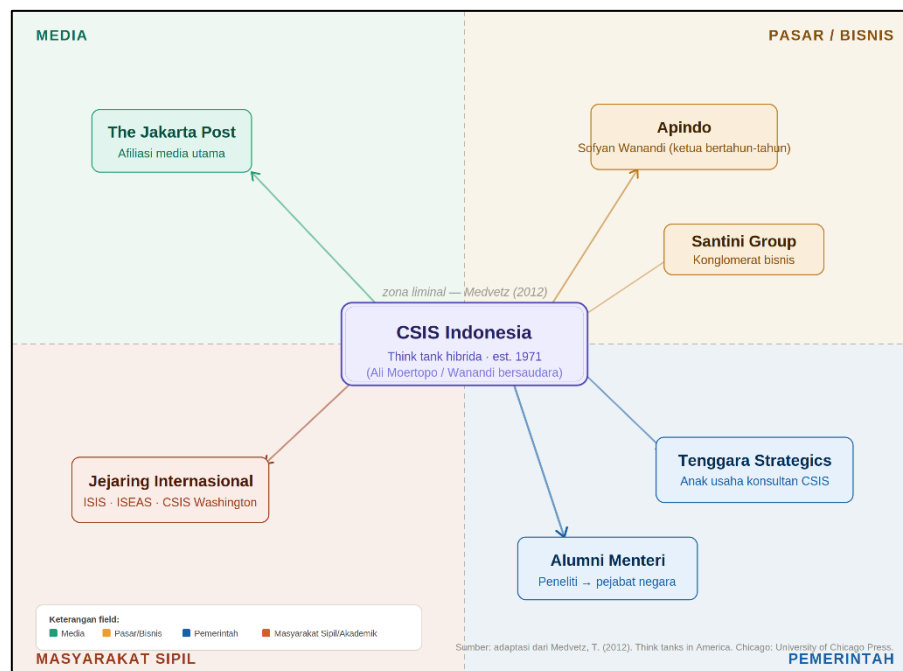 MEDIA
PASAR / BISNIS
The Jakarta Post
Afiliasi media utama
Apindo
Sofyan Wanandi (ketua bertahun-tahun)
Santini Group
Konglomerat bisnis
zona liminal — Medvetz (2012)
CSIS Indonesia
Think tank hibrida · est. 1971
(Ali Moertopo / Wanandi bersaudara)
Jejaring Internasional
ISIS · ISEAS · CSIS Washington
Tenggara Strategics
Anak usaha konsultan CSIS
Alumni Menteri
Peneliti → pejabat negara
Keterangan field:
Media
Pasar/Bisnis
Pemerintah
Masyarakat Sipil/Akademik
Sumber: adaptasi dari Medvetz, T. (2012). Think tanks in America. Chicago: University of Chicago Press.
MASYARAKAT SIPIL
PEMERINTAH